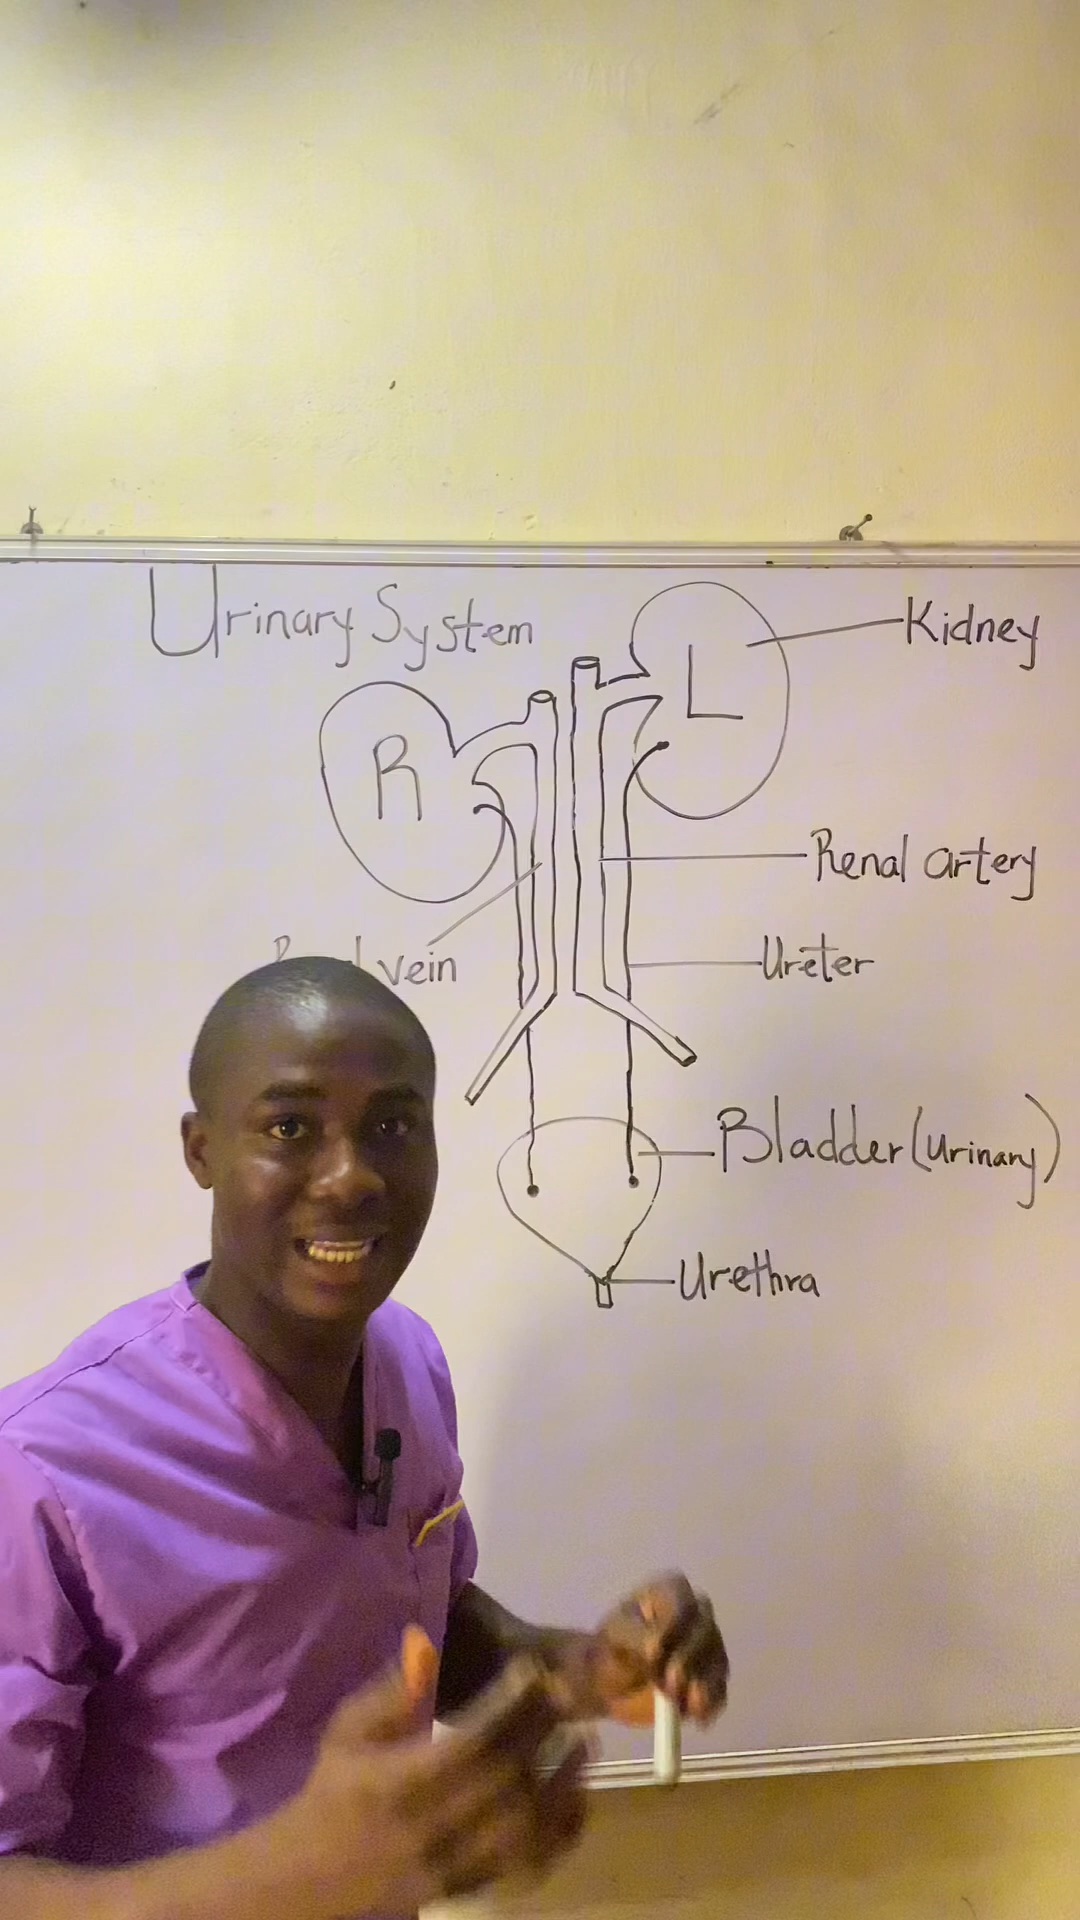 Urinary System
Kidney
R
L
Renal artery
vein
Ureter
Bladder (Urinary)
Urethra